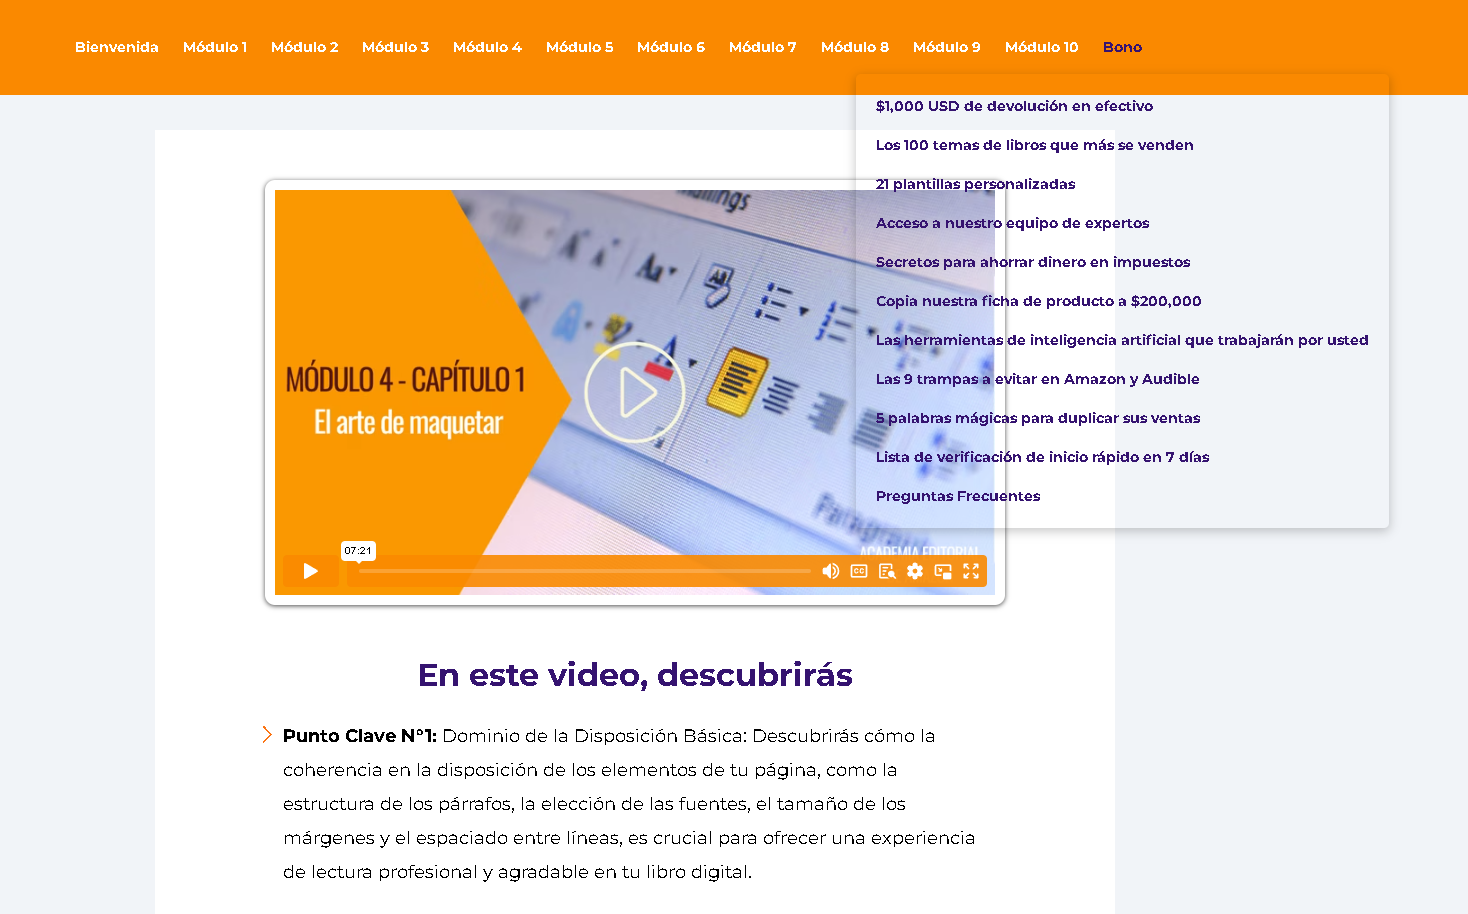 Bienvenida Módulo 1 Módulo 2 Módulo 3 Módulo 4 Módulo 5 Módulo 6 Módulo 7 Módulo 8 Módulo 9 Módulo 10 Bono
$1,000 USD de devolución en efectivo
Los 100 temas de libros que más se venden
21 plantillas personalizadas
Acceso a nuestro equipo de expertos
Secretos para ahorrar dinero en impuestos
Copia nuestra ficha de producto a $200,000
Las herramientas de inteligencia artificial que trabajarán por usted
Las 9 trampas a evitar en Amazon y Audible
5 palabras mágicas para duplicar sus ventas
Lista de verificación de inicio rápido en 7 días
Preguntas Frecuentes
Mailings
Aa
MÓDULO 4 - CAPÍTULO 1
El arte de maquetar
Paragraph
ACADEMIA EDITORIAL
07:21
CC
En este video, descubrirás
Punto Clave N°1: Dominio de la Disposición Básica: Descubrirás cómo la
coherencia en la disposición de los elementos de tu página, como la
estructura de los párrafos, la elección de las fuentes, el tamaño de los
márgenes y el espaciado entre líneas, es crucial para ofrecer una experiencia
de lectura profesional y agradable en tu libro digital.